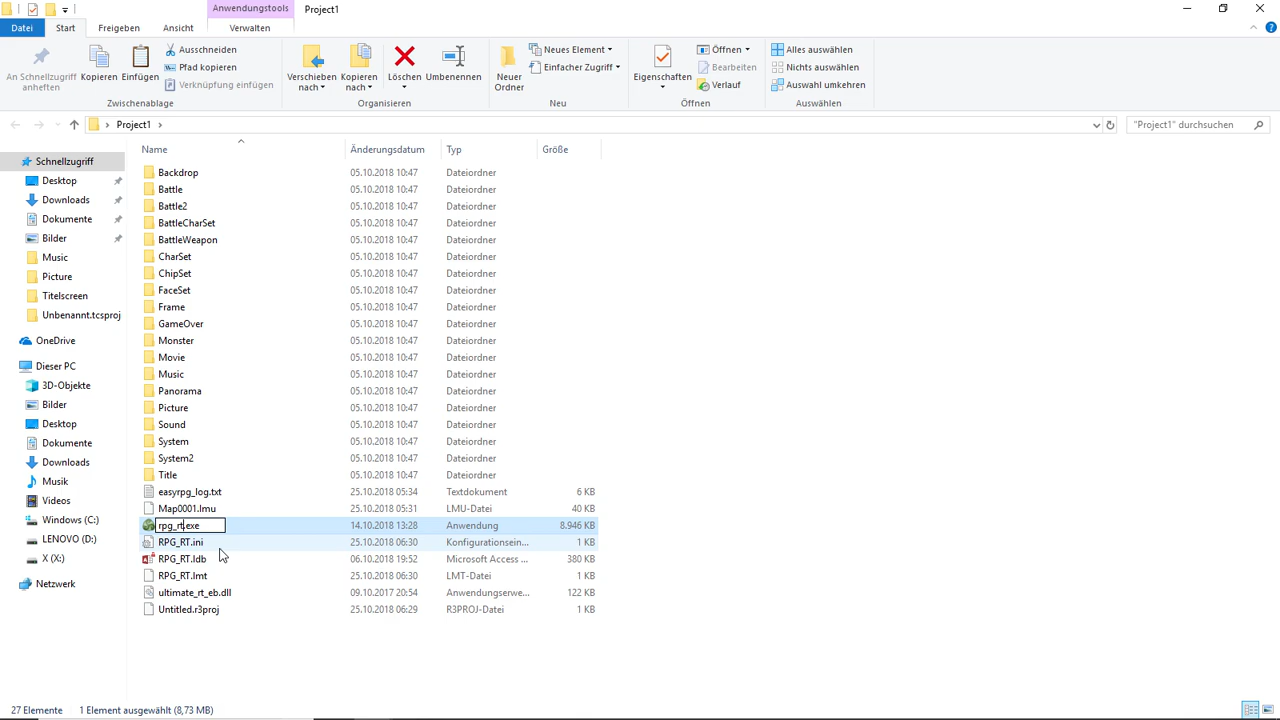 Anwendungstools
Project1
Datei
Start
Freigeben
Ansicht
Verwalten
An Schnellzugriff
anheften
Kopieren
Einfügen
Ausschneiden
Pfad kopieren
Verknüpfung einfügen
Zwischenablage
Verschieben
nach
Kopieren
nach
Löschen
Umbenennen
Organisieren
Neuer
Ordner
Neues Element
Einfacher Zugriff
Neu
Eigenschaften
Öffnen
Bearbeiten
Verlauf
Öffnen
Alles auswählen
Nichts auswählen
Auswahl umkehren
Auswählen
Project1
"Project1" durchsuchen
Name Änderungsdatum Typ Größe
Schnellzugriff
Desktop
Downloads
Dokumente
Bilder
Music
Picture
Titelscreen
Unbenannt.tcsproj
OneDrive
Dieser PC
3D-Objekte
Bilder
Desktop
Dokumente
Downloads
Musik
Videos
Windows (C:)
LENOVO (D:)
X (X:)
Netzwerk
Backdrop 05.10.2018 10:47 Dateiordner
Battle 05.10.2018 10:47 Dateiordner
Battle2 05.10.2018 10:47 Dateiordner
BattleCharSet 05.10.2018 10:47 Dateiordner
BattleWeapon 05.10.2018 10:47 Dateiordner
CharSet 05.10.2018 10:47 Dateiordner
ChipSet 05.10.2018 10:47 Dateiordner
FaceSet 05.10.2018 10:47 Dateiordner
Frame 05.10.2018 10:47 Dateiordner
GameOver 05.10.2018 10:47 Dateiordner
Monster 05.10.2018 10:47 Dateiordner
Movie 05.10.2018 10:47 Dateiordner
Music 05.10.2018 10:47 Dateiordner
Panorama 05.10.2018 10:47 Dateiordner
Picture 05.10.2018 10:47 Dateiordner
Sound 05.10.2018 10:47 Dateiordner
System 05.10.2018 10:47 Dateiordner
System2 05.10.2018 10:47 Dateiordner
Title 05.10.2018 10:47 Dateiordner
easyrpg_log.txt 25.10.2018 05:34 Textdokument 6 KB
Map0001.lmu 25.10.2018 05:31 LMU-Datei 40 KB
rpg_rt.exe 14.10.2018 13:28 Anwendung 8.946 KB
RPG_RT.ini 25.10.2018 06:30 Konfigurationsein... 1 KB
RPG_RT.ldb 06.10.2018 19:52 Microsoft Access ... 380 KB
RPG_RT.lmt 25.10.2018 06:30 LMT-Datei 1 KB
ultimate_rt_eb.dll 09.10.2017 20:54 Anwendungserwe... 122 KB
Untitled.r3proj 25.10.2018 06:29 R3PROJ-Datei 1 KB
27 Elemente 1 Element ausgewählt (8,73 MB)